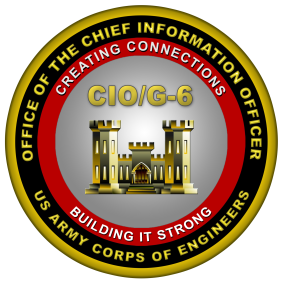 OFFICE OF THE CHIEF INFORMATION OFFICER
CREATING CONNECTIONS
CIO/G-6
BUILDING IT STRONG
US ARMY CORPS OF ENGINEERS